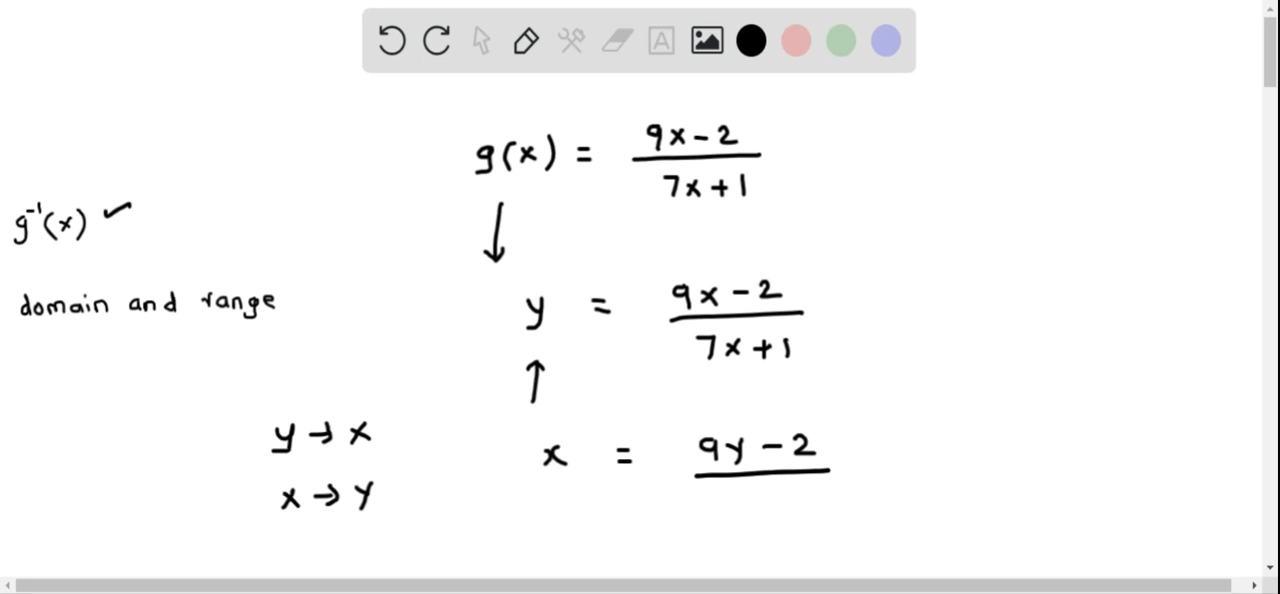 g(x) = 9x-2 / 7x+1
g⁻¹(x) ✓
domain and range
y = 9x-2 / 7x+1
y → x
x = 9y-2
x → y